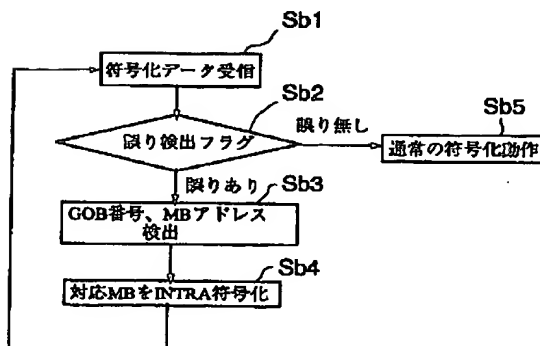 Sb1
符号化データ受信
Sb2
誤り検出フラグ
誤り無し
Sb5
通常の符号化動作
誤りあり
Sb3
GOB番号、MBアドレス
検出
Sb4
対応MBをINTRA符号化